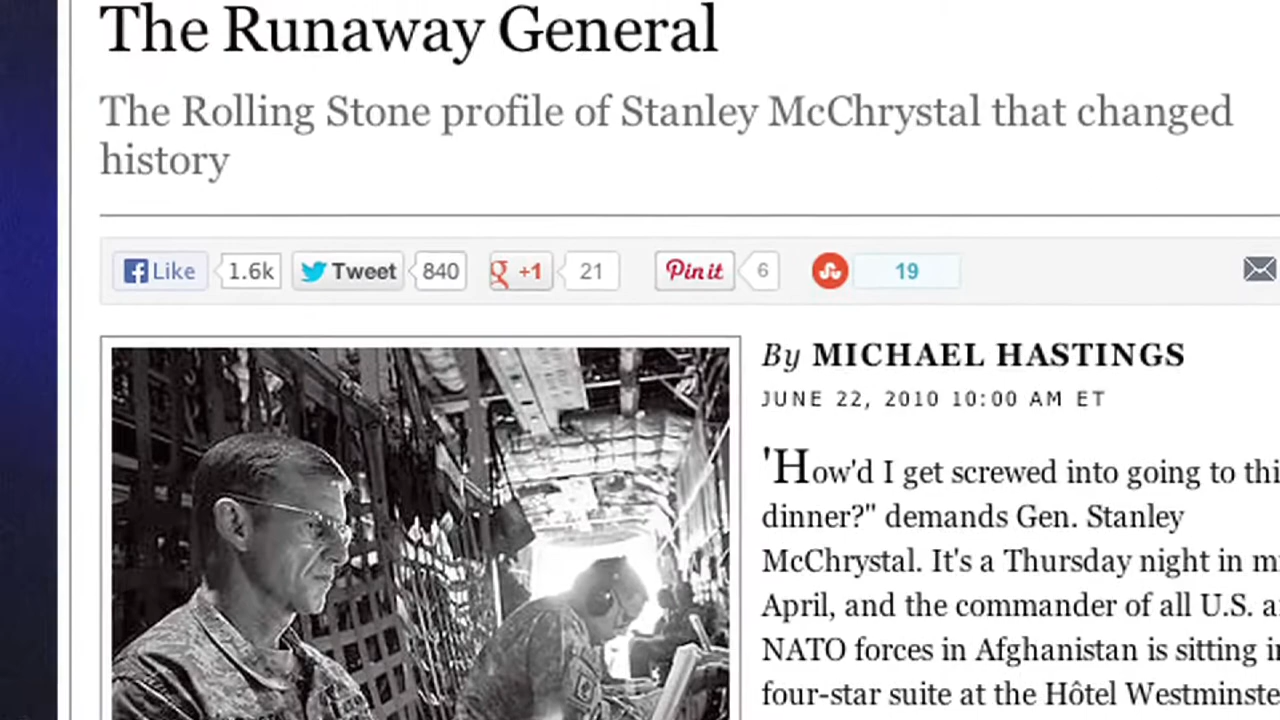 The Runaway General
The Rolling Stone profile of Stanley McChrystal that changed
history
Like 1.6k Tweet 840 g +1 21 Pin it 6 19
By MICHAEL HASTINGS
JUNE 22, 2010 10:00 AM ET
'How'd I get screwed into going to thi
dinner?" demands Gen. Stanley
McChrystal. It's a Thursday night in m
April, and the commander of all U.S. a
NATO forces in Afghanistan is sitting i
four-star suite at the Hôtel Westminste